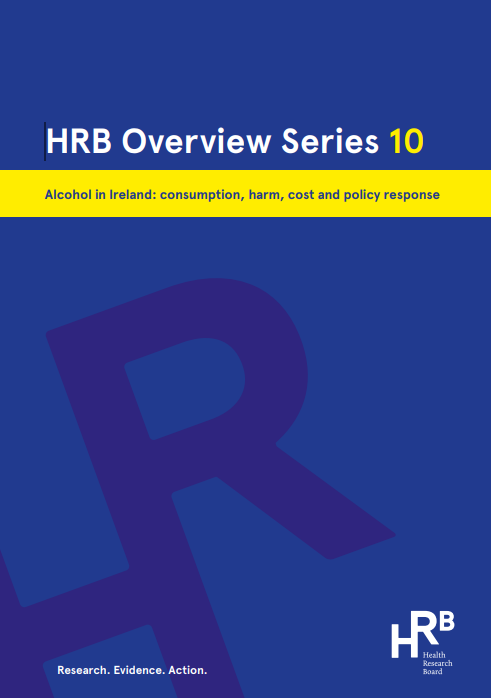 HRB Overview Series 10
Alcohol in Ireland: consumption, harm, cost and policy response
HR
Research. Evidence. Action.
HRB
Health
Research
Board